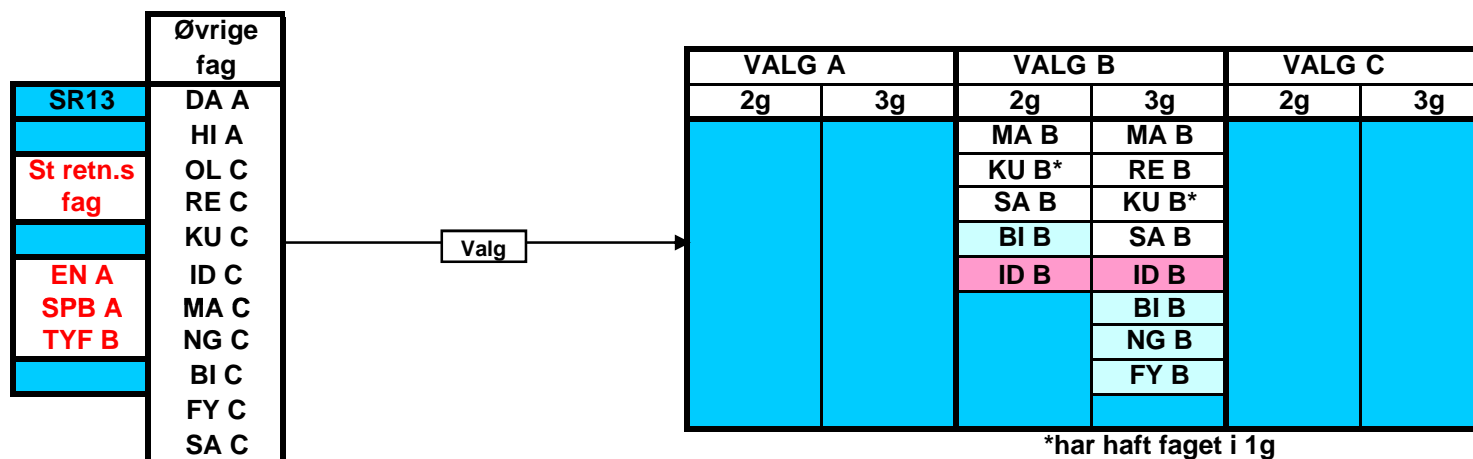 Øvrige
fag
VALG A VALG B VALG C
SR13 DA A 2g 3g 2g 3g 2g 3g
HI A MA B MA B
St retn.s OL C KU B* RE B
fag RE C SA B KU B*
KU C Valg BI B SA B
EN A ID C ID B ID B
SPB A MA C BI B
TYF B NG C NG B
BI C FY B
FY C
SA C *har haft faget i 1g